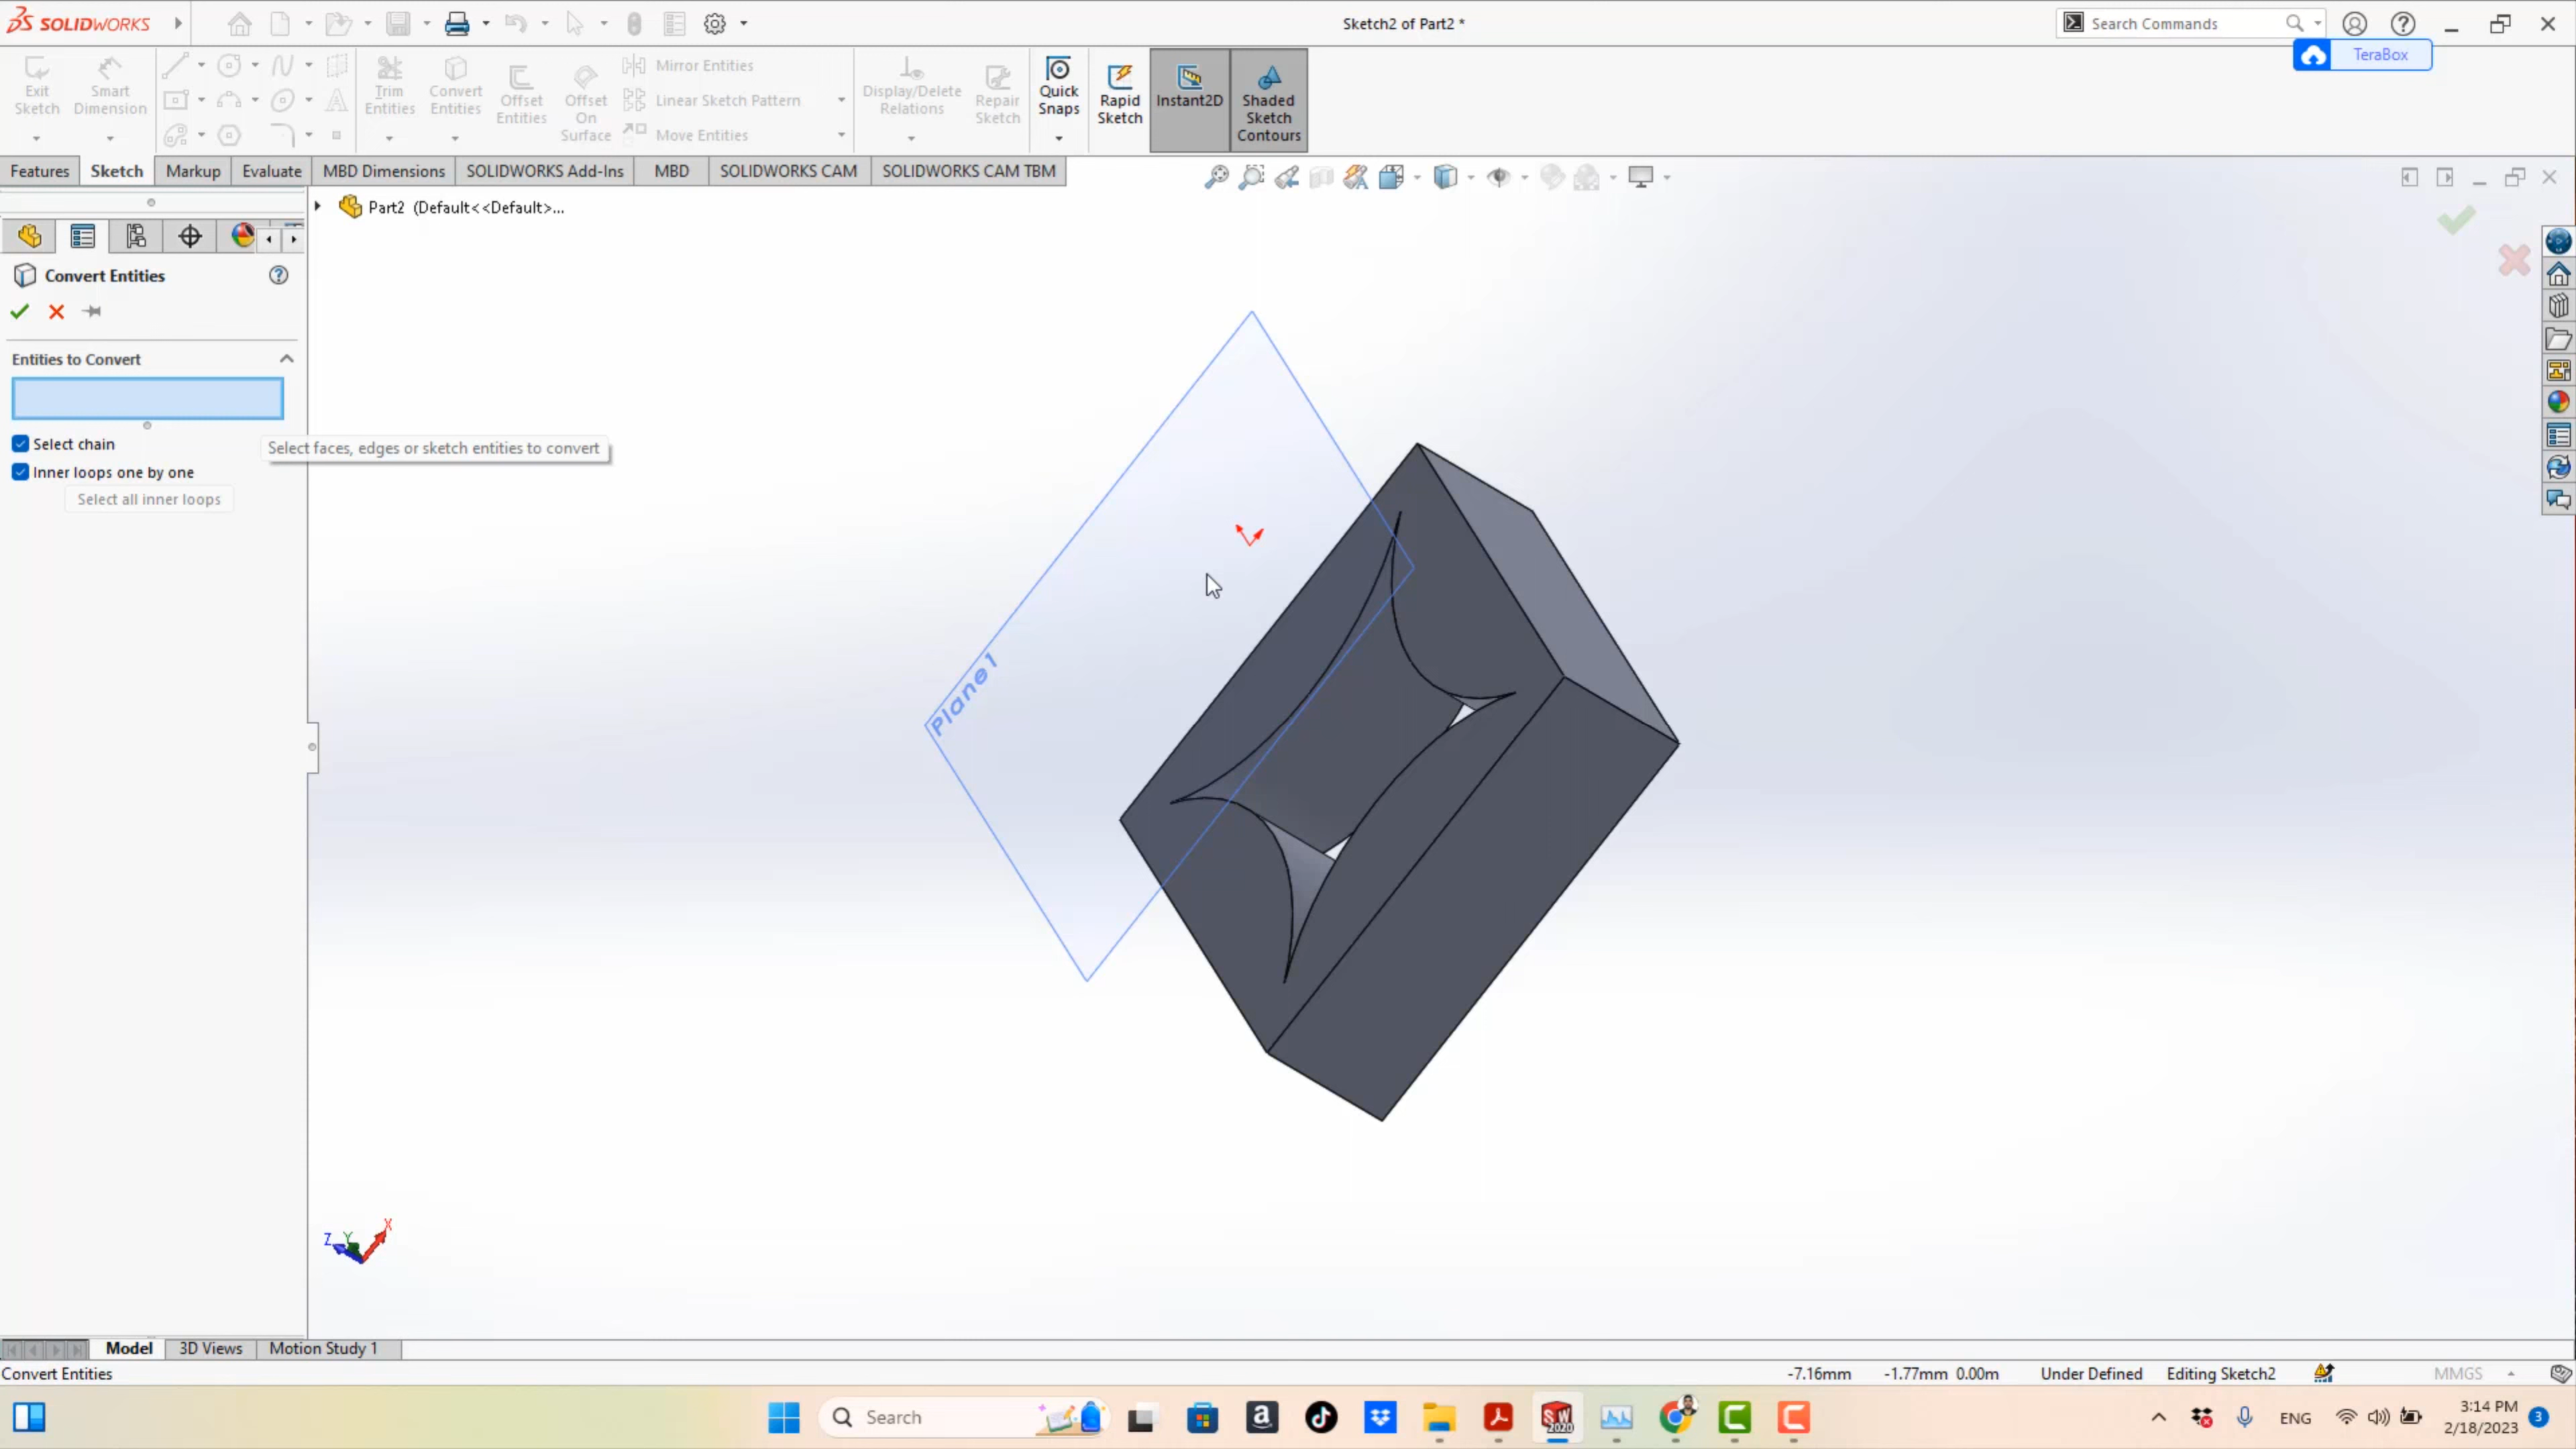 SOLIDWORKS
Sketch2 of Part2 *
Search Commands
TeraBox
Exit Sketch
Smart Dimension
Trim Entities
Convert Entities
Offset Entities
Offset On Surface
Mirror Entities
Linear Sketch Pattern
Move Entities
Display/Delete Relations
Repair Sketch
Quick Snaps
Rapid Sketch
Instant2D
Shaded Sketch Contours
Features Sketch Markup Evaluate MBD Dimensions SOLIDWORKS Add-Ins MBD SOLIDWORKS CAM SOLIDWORKS CAM TBM
Part2 (Default<<Default>...
Convert Entities
Entities to Convert
Select chain
Select faces, edges or sketch entities to convert
Inner loops one by one
Select all inner loops
Plane1
X
Y
Z
Model 3D Views Motion Study 1
Convert Entities
-7.16mm -1.77mm 0.00m Under Defined Editing Sketch2 MMGS
Search
SW
2020
ENG
3:14 PM
2/18/2023
3